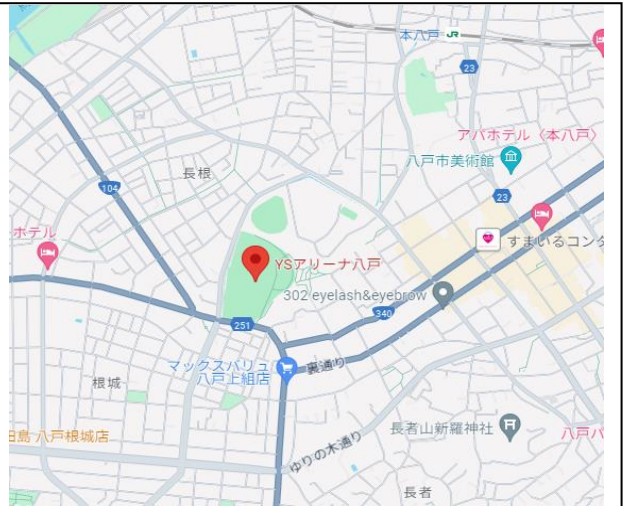 本八戸 JR
23
アパホテル〈本八戸〉
八戸市美術館
長根
104
23
ホテル
すまいるコンタ
YSアリーナ八戸
302 eyelash&eyebrow
340
251
マックスバリュ
八戸上組店
裏通り
根城
田島 八戸根城店
長者山新羅神社
八戸パ
ゆりの木通り
長者